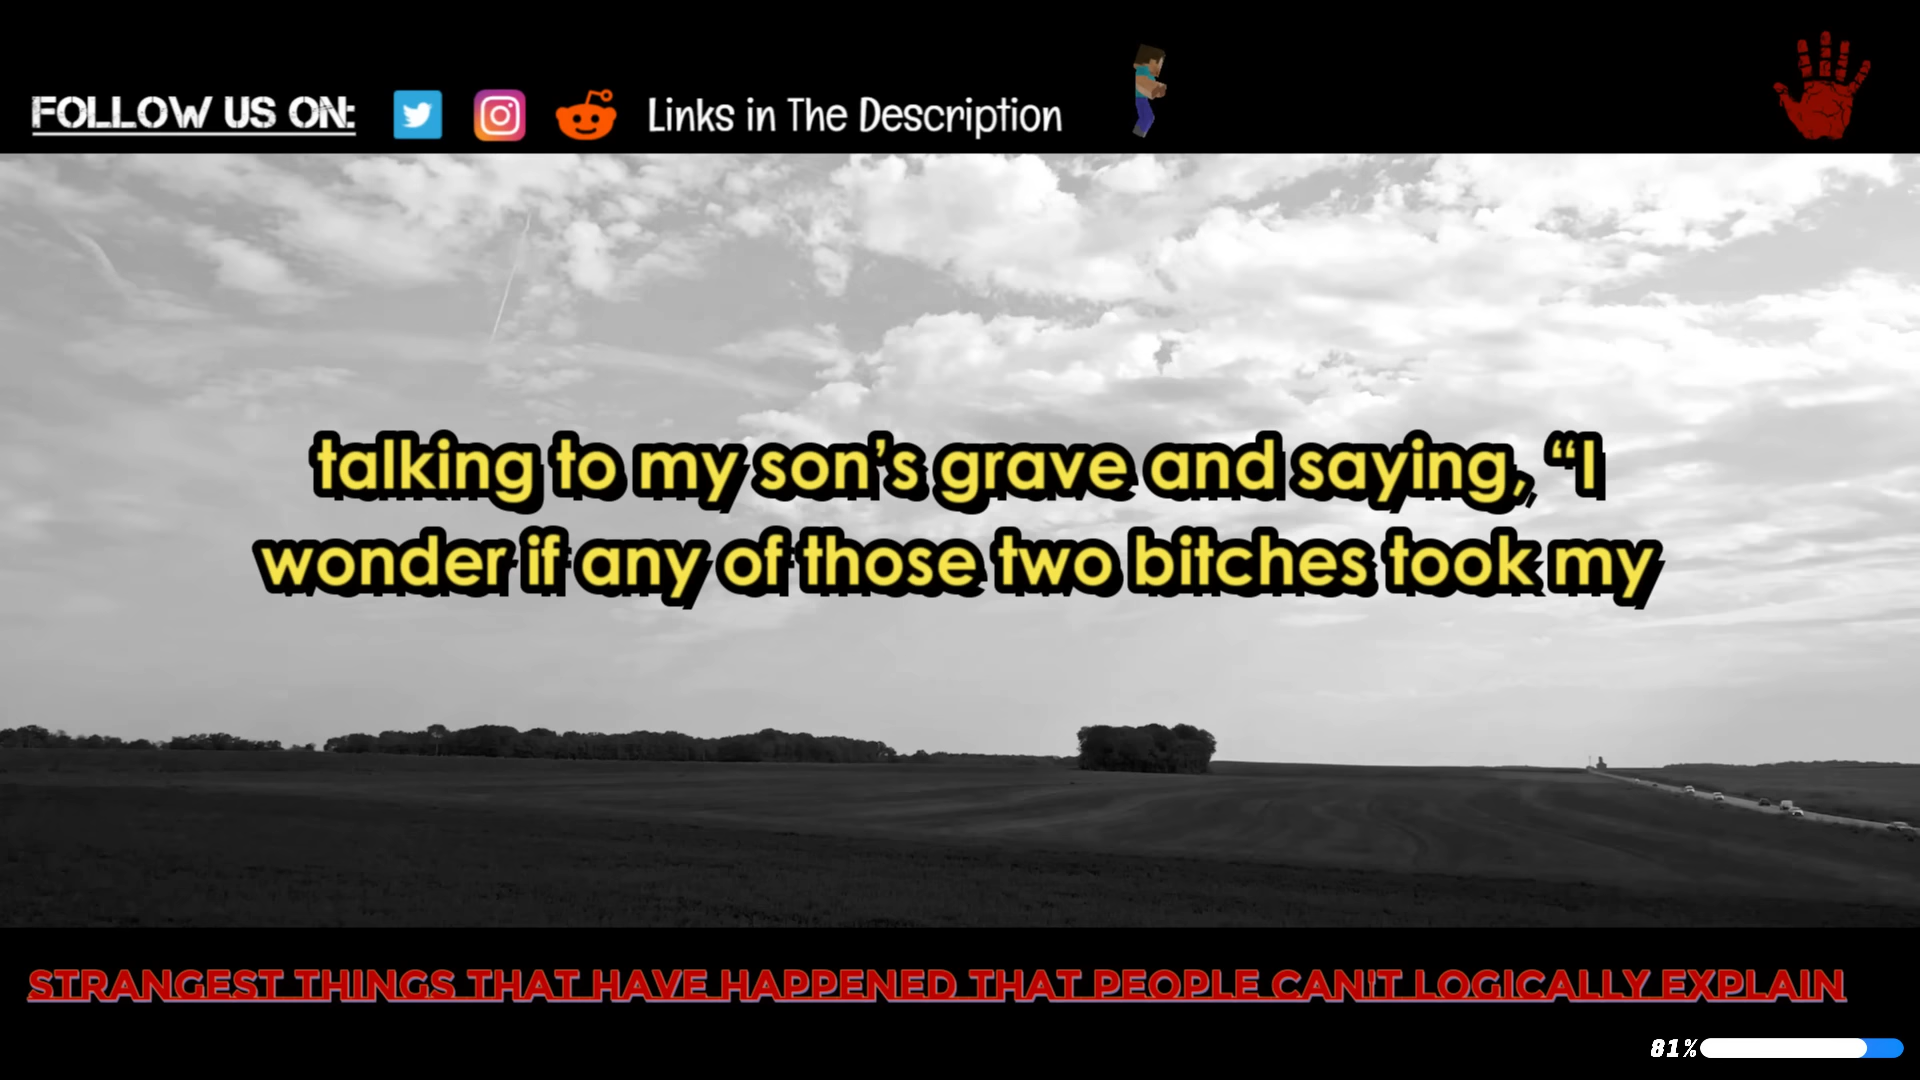 FOLLOW US ON: Links in The Description
talking to my son’s grave and saying, “I
wonder if any of those two bitches took my
STRANGEST THINGS THAT HAVE HAPPENED THAT PEOPLE CAN'T LOGICALLY EXPLAIN
81%